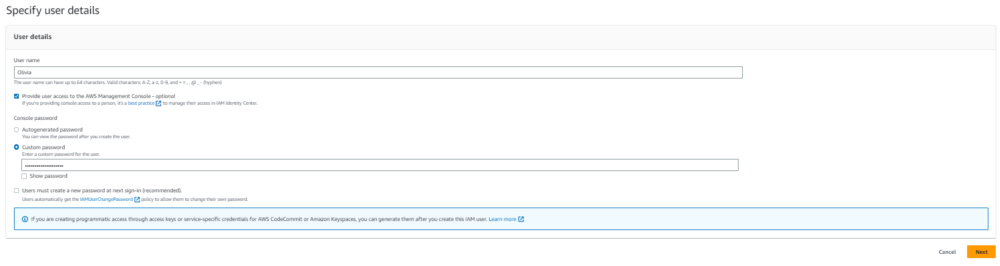 Specify user details
User details
User name
Olivia
The user name can have up to 64 characters. Valid characters: A-Z, a-z, 0-9, and + = , . @ _ - (hyphen)
Provide user access to the AWS Management Console - optional
If you're providing console access to a person, it's a best practice to manage their access in IAM Identity Center.
Console password
Autogenerated password
You can view the password after you create the user.
Custom password
Enter a custom password for the user.
••••••••••••••••••••
Show password
Users must create a new password at next sign-in (recommended).
Users automatically get the IAMUserChangePassword policy to allow them to change their own password.
If you are creating programmatic access through access keys or service-specific credentials for AWS CodeCommit or Amazon Keyspaces, you can generate them after you create this IAM user. Learn more
Cancel Next